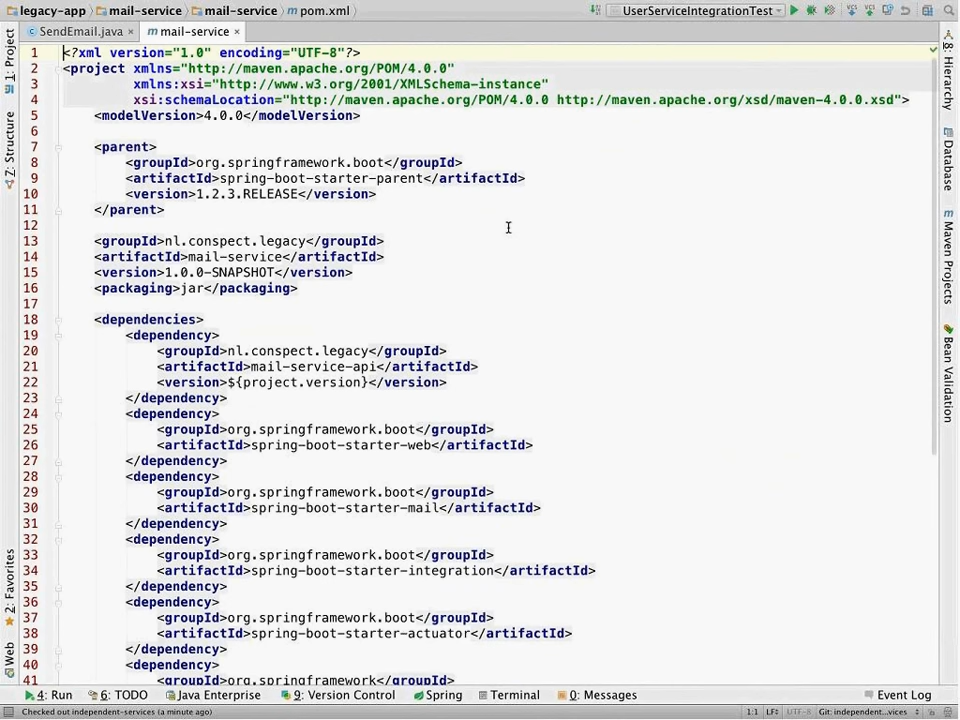 legacy-app mail-service mail-service pom.xml UserServiceIntegrationTest
SendEmail.java mail-service
1 <?xml version="1.0" encoding="UTF-8"?>
2 <project xmlns="http://maven.apache.org/POM/4.0.0"
3 xmlns:xsi="http://www.w3.org/2001/XMLSchema-instance"
4 xsi:schemaLocation="http://maven.apache.org/POM/4.0.0 http://maven.apache.org/xsd/maven-4.0.0.xsd">
5 <modelVersion>4.0.0</modelVersion>
6
7 <parent>
8 <groupId>org.springframework.boot</groupId>
9 <artifactId>spring-boot-starter-parent</artifactId>
10 <version>1.2.3.RELEASE</version>
11 </parent>
12
13 <groupId>nl.conspect.legacy</groupId>
14 <artifactId>mail-service</artifactId>
15 <version>1.0.0-SNAPSHOT</version>
16 <packaging>jar</packaging>
17
18 <dependencies>
19 <dependency>
20 <groupId>nl.conspect.legacy</groupId>
21 <artifactId>mail-service-api</artifactId>
22 <version>${project.version}</version>
23 </dependency>
24 <dependency>
25 <groupId>org.springframework.boot</groupId>
26 <artifactId>spring-boot-starter-web</artifactId>
27 </dependency>
28 <dependency>
29 <groupId>org.springframework.boot</groupId>
30 <artifactId>spring-boot-starter-mail</artifactId>
31 </dependency>
32 <dependency>
33 <groupId>org.springframework.boot</groupId>
34 <artifactId>spring-boot-starter-integration</artifactId>
35 </dependency>
36 <dependency>
37 <groupId>org.springframework.boot</groupId>
38 <artifactId>spring-boot-starter-actuator</artifactId>
39 </dependency>
40 <dependency>
41 <groupId>org.springframework.boot</groupId>
1: Project
7: Structure
2: Favorites
Web
8: Hierarchy
Database
Maven Projects
Bean Validation
4: Run 6: TODO Java Enterprise 9: Version Control Spring Terminal 0: Messages Event Log
Checked out independent-services (a minute ago) 1:1 LF UTF-8 Git: independent...vices